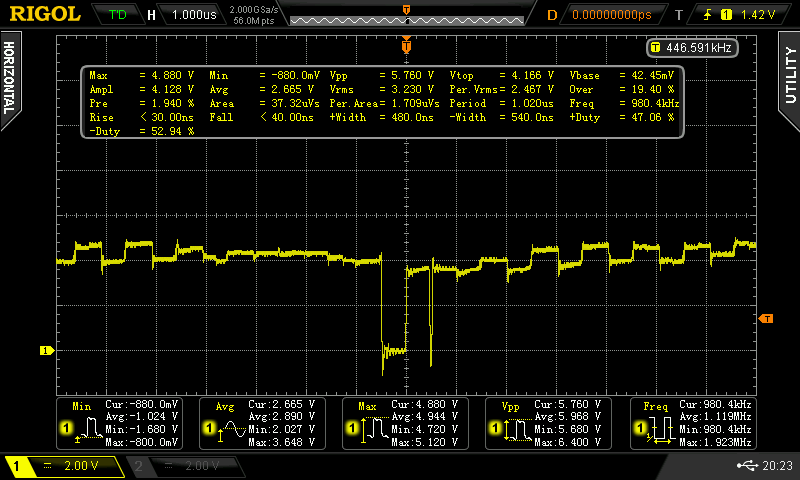 RIGOL T'D H 1.000us 2.000GSa/s 56.0M pts D 0.00000000ps T 1 1.42 V
T
HORIZONTAL
UTILITY
T 446.591kHz
Max = 4.880 V Min = -880.0mV Vpp = 5.760 V Vtop = 4.166 V Vbase = 42.45mV
Ampl = 4.128 V Avg = 2.665 V Vrms = 3.230 V Per.Vrms= 2.467 V Over = 19.40 %
Pre = 1.940 % Area = 37.32uVs Per.Area= 1.709uVs Period = 1.020us Freq = 980.4kHz
Rise < 30.00ns Fall < 40.00ns +Width = 480.0ns -Width = 540.0ns +Duty = 47.06 %
-Duty = 52.94 %
T
1
Min Cur:-880.0mV
Avg:-1.024 V
1 Min:-1.680 V
Max:-800.0mV
Avg Cur:2.665 V
Avg:2.890 V
1 Min:2.027 V
Max:3.648 V
Max Cur:4.880 V
Avg:4.944 V
1 Min:4.720 V
Max:5.120 V
Vpp Cur:5.760 V
Avg:5.968 V
1 Min:5.680 V
Max:6.400 V
Freq Cur:980.4kHz
Avg:1.119MHz
1 Min:980.4kHz
Max:1.923MHz
1 2.00 V 2 2.00 V 20:23